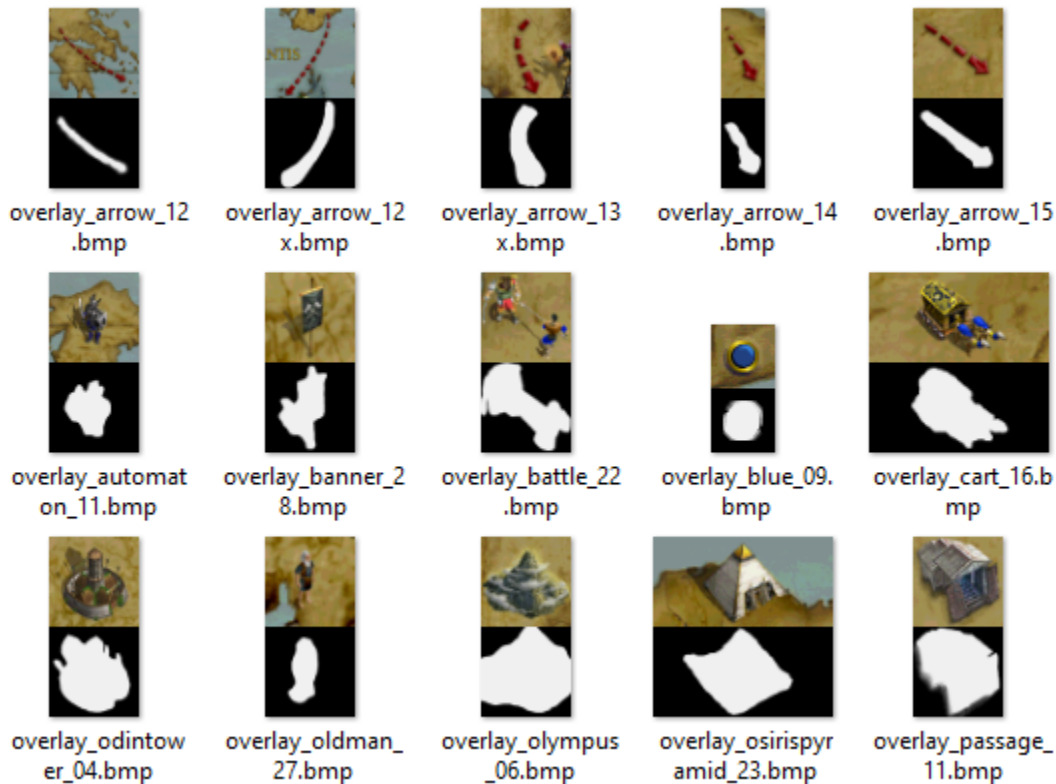 NTIS
overlay_arrow_12
.bmp
overlay_arrow_12
x.bmp
overlay_arrow_13
x.bmp
overlay_arrow_14
.bmp
overlay_arrow_15
.bmp
overlay_automat
on_11.bmp
overlay_banner_2
8.bmp
overlay_battle_22
.bmp
overlay_blue_09.
bmp
overlay_cart_16.b
mp
overlay_odintow
er_04.bmp
overlay_oldman_
27.bmp
overlay_olympus
_06.bmp
overlay_osirispyr
amid_23.bmp
overlay_passage_
11.bmp